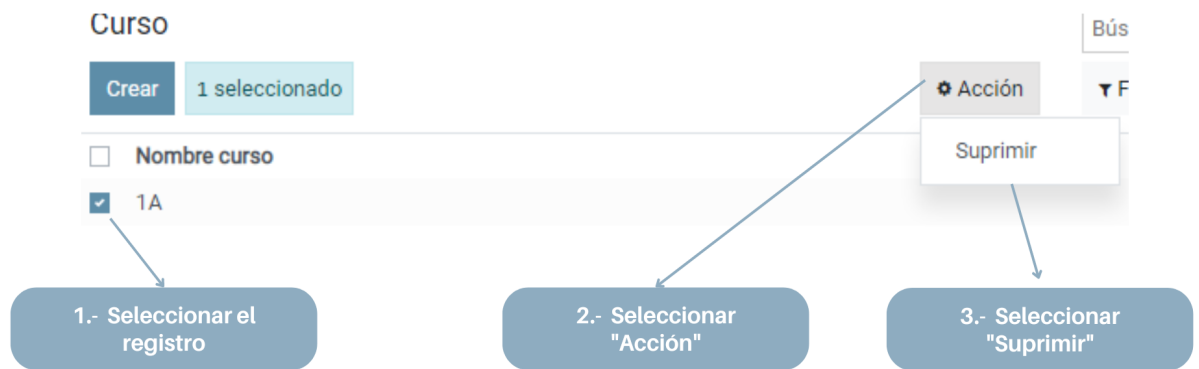 Curso
Bús
Crear
1 seleccionado
Acción
F
Nombre curso
Suprimir
1A
1.- Seleccionar el
registro
2.- Seleccionar
"Acción"
3.- Seleccionar
"Suprimir"